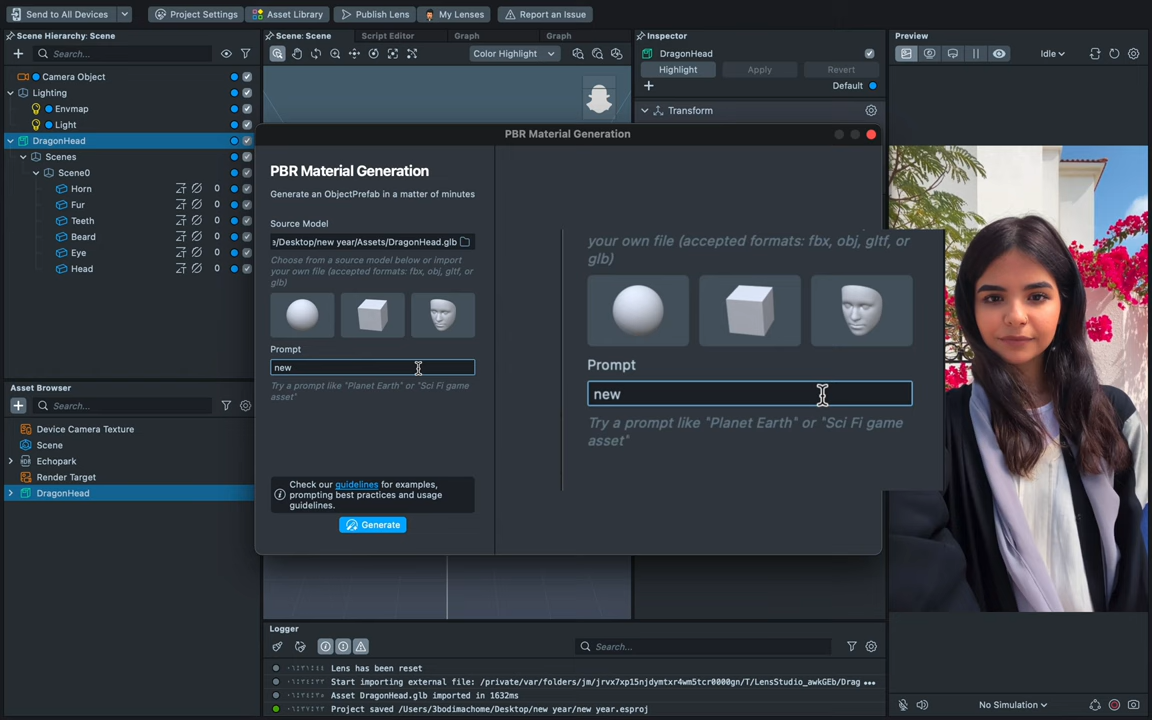 Send to All Devices
Project Settings
Asset Library
Publish Lens
My Lenses
Report an Issue
Scene Hierarchy: Scene
Search...
Camera Object
Lighting
Envmap
Light
DragonHead
Scenes
Scene0
Horn 0
Fur 0
Teeth 0
Beard 0
Eye 0
Head 0
Asset Browser
Search...
Device Camera Texture
Scene
Echopark
Render Target
DragonHead
Scene: Scene
Script Editor
Graph
Graph
Color Highlight
Inspector
DragonHead
Highlight
Apply
Revert
Default
Transform
Preview
Idle
PBR Material Generation
PBR Material Generation
Generate an ObjectPrefab in a matter of minutes
Source Model
/Desktop/new year/Assets/DragonHead.glb
Choose from a source model below or import
your own file (accepted formats: fbx, obj, gltf, or
glb)
Prompt
new
Try a prompt like "Planet Earth" or "Sci Fi game
asset"
Check our guidelines for examples,
prompting best practices and usage
guidelines.
Generate
your own file (accepted formats: fbx, obj, gltf, or
glb)
Prompt
new
Try a prompt like "Planet Earth" or "Sci Fi game
asset"
Logger
Search...
Lens has been reset
Start importing external file: /private/var/folders/jm/jrvx7xp15njdymtxr4wm5tcr0000gn/T/LensStudio_awkGEb/Drag ...
Asset DragonHead.glb imported in 1632ms
Project saved /Users/3bodimachome/Desktop/new year/new year.esproj
No Simulation